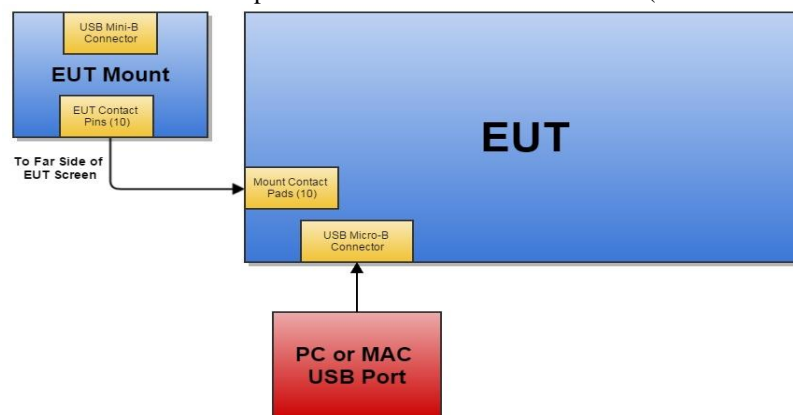 USB Mini-B
Connector
EUT Mount
EUT Contact
Pins (10)
To Far Side of
EUT Screen
EUT
Mount Contact
Pads (10)
USB Micro-B
Connector
PC or MAC
USB Port